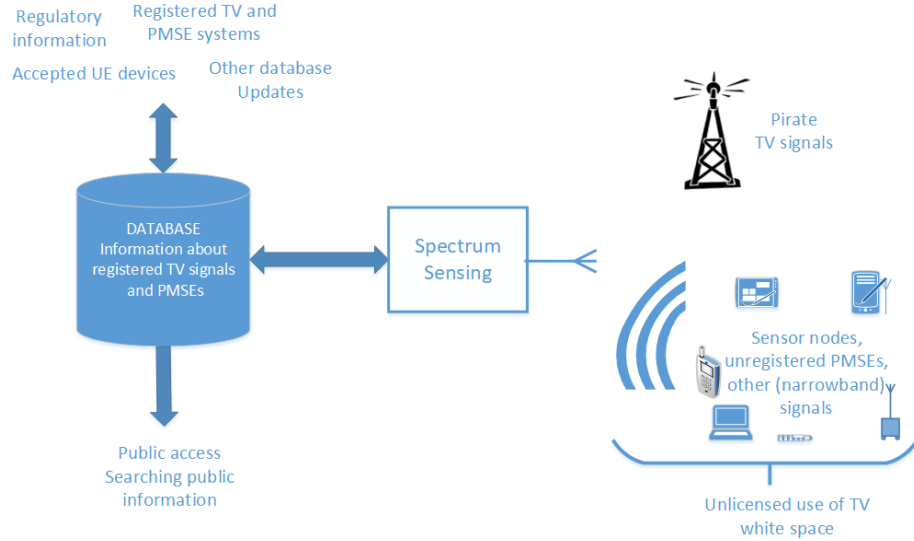 Regulatory
information
Registered TV and
PMSE systems
Accepted UE devices
Other database
Updates
DATABASE
Information about
registered TV signals
and PMSEs
Spectrum
Sensing
Pirate
TV signals
Sensor nodes,
unregistered PMSEs,
other (narrowband)
signals
Public access
Searching public
information
Unlicensed use of TV
white space